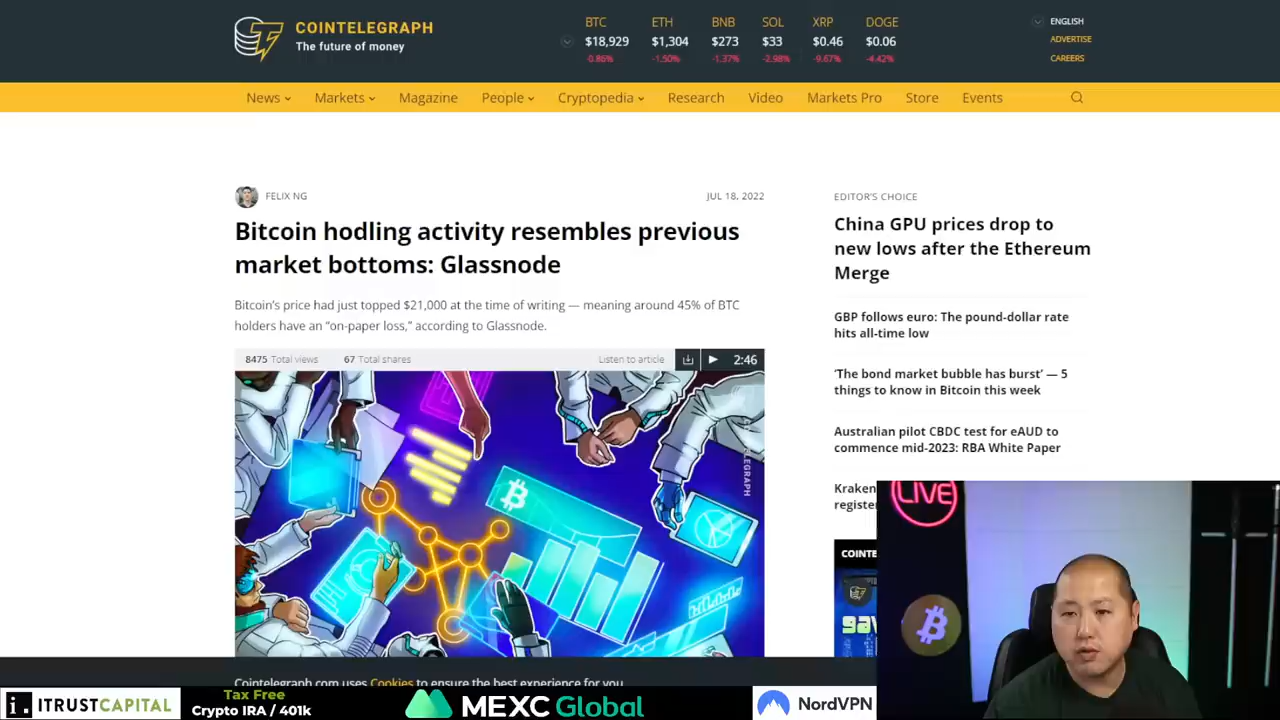 COINTELEGRAPH
The future of money
BTC
$18,929
-0.86%
ETH
$1,304
-1.50%
BNB
$273
-1.37%
SOL
$33
-2.98%
XRP
$0.46
-9.67%
DOGE
$0.06
-4.42%
ENGLISH
ADVERTISE
CAREERS
News
Markets
Magazine
People
Cryptopedia
Research
Video
Markets Pro
Store
Events
FELIX NG
JUL 18, 2022
Bitcoin hodling activity resembles previous
market bottoms: Glassnode
Bitcoin’s price had just topped $21,000 at the time of writing — meaning around 45% of BTC
holders have an “on-paper loss,” according to Glassnode.
8475 Total views
67 Total shares
Listen to article
2:46
EDITOR’S CHOICE
China GPU prices drop to
new lows after the Ethereum
Merge
GBP follows euro: The pound-dollar rate
hits all-time low
‘The bond market bubble has burst’ — 5
things to know in Bitcoin this week
Australian pilot CBDC test for eAUD to
commence mid-2023: RBA White Paper
Kraken
LIVE
Cointelegraph.com uses Cookies to ensure the best experience for you
ITRUSTCAPITAL
Tax Free
Crypto IRA / 401k
MEXC Global
NordVPN